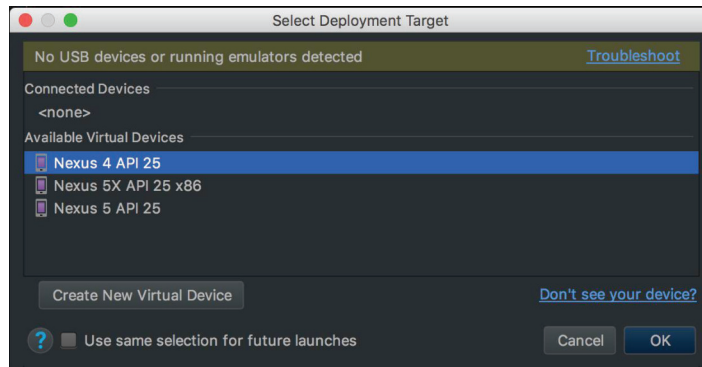 Select Deployment Target
No USB devices or running emulators detected Troubleshoot
Connected Devices
<none>
Available Virtual Devices
Nexus 4 API 25
Nexus 5X API 25 x86
Nexus 5 API 25
Create New Virtual Device Don't see your device?
? Use same selection for future launches Cancel OK